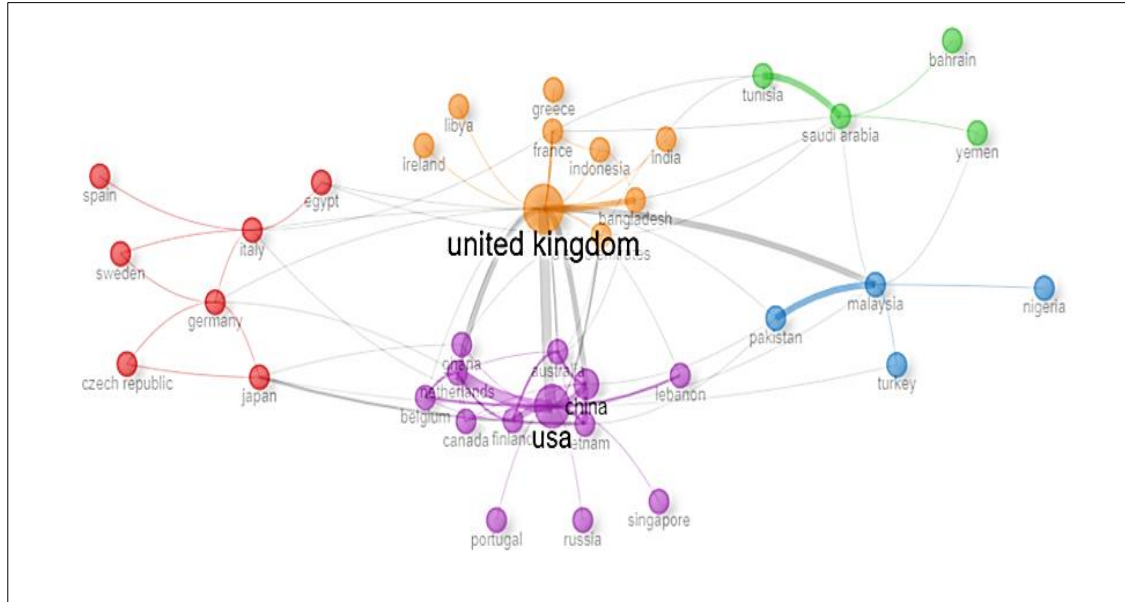 bahrain
tunisia
greece
libya
saudi arabia
france
india
yemen
ireland
indonesia
spain
egypt
bangladesh
united kingdom
italy
sweden
malaysia
nigeria
germany
pakistan
ghana
australia
czech republic
netherlands
lebanon
turkey
japan
china
belgium
canada
finland
usa
singapore
portugal
russia